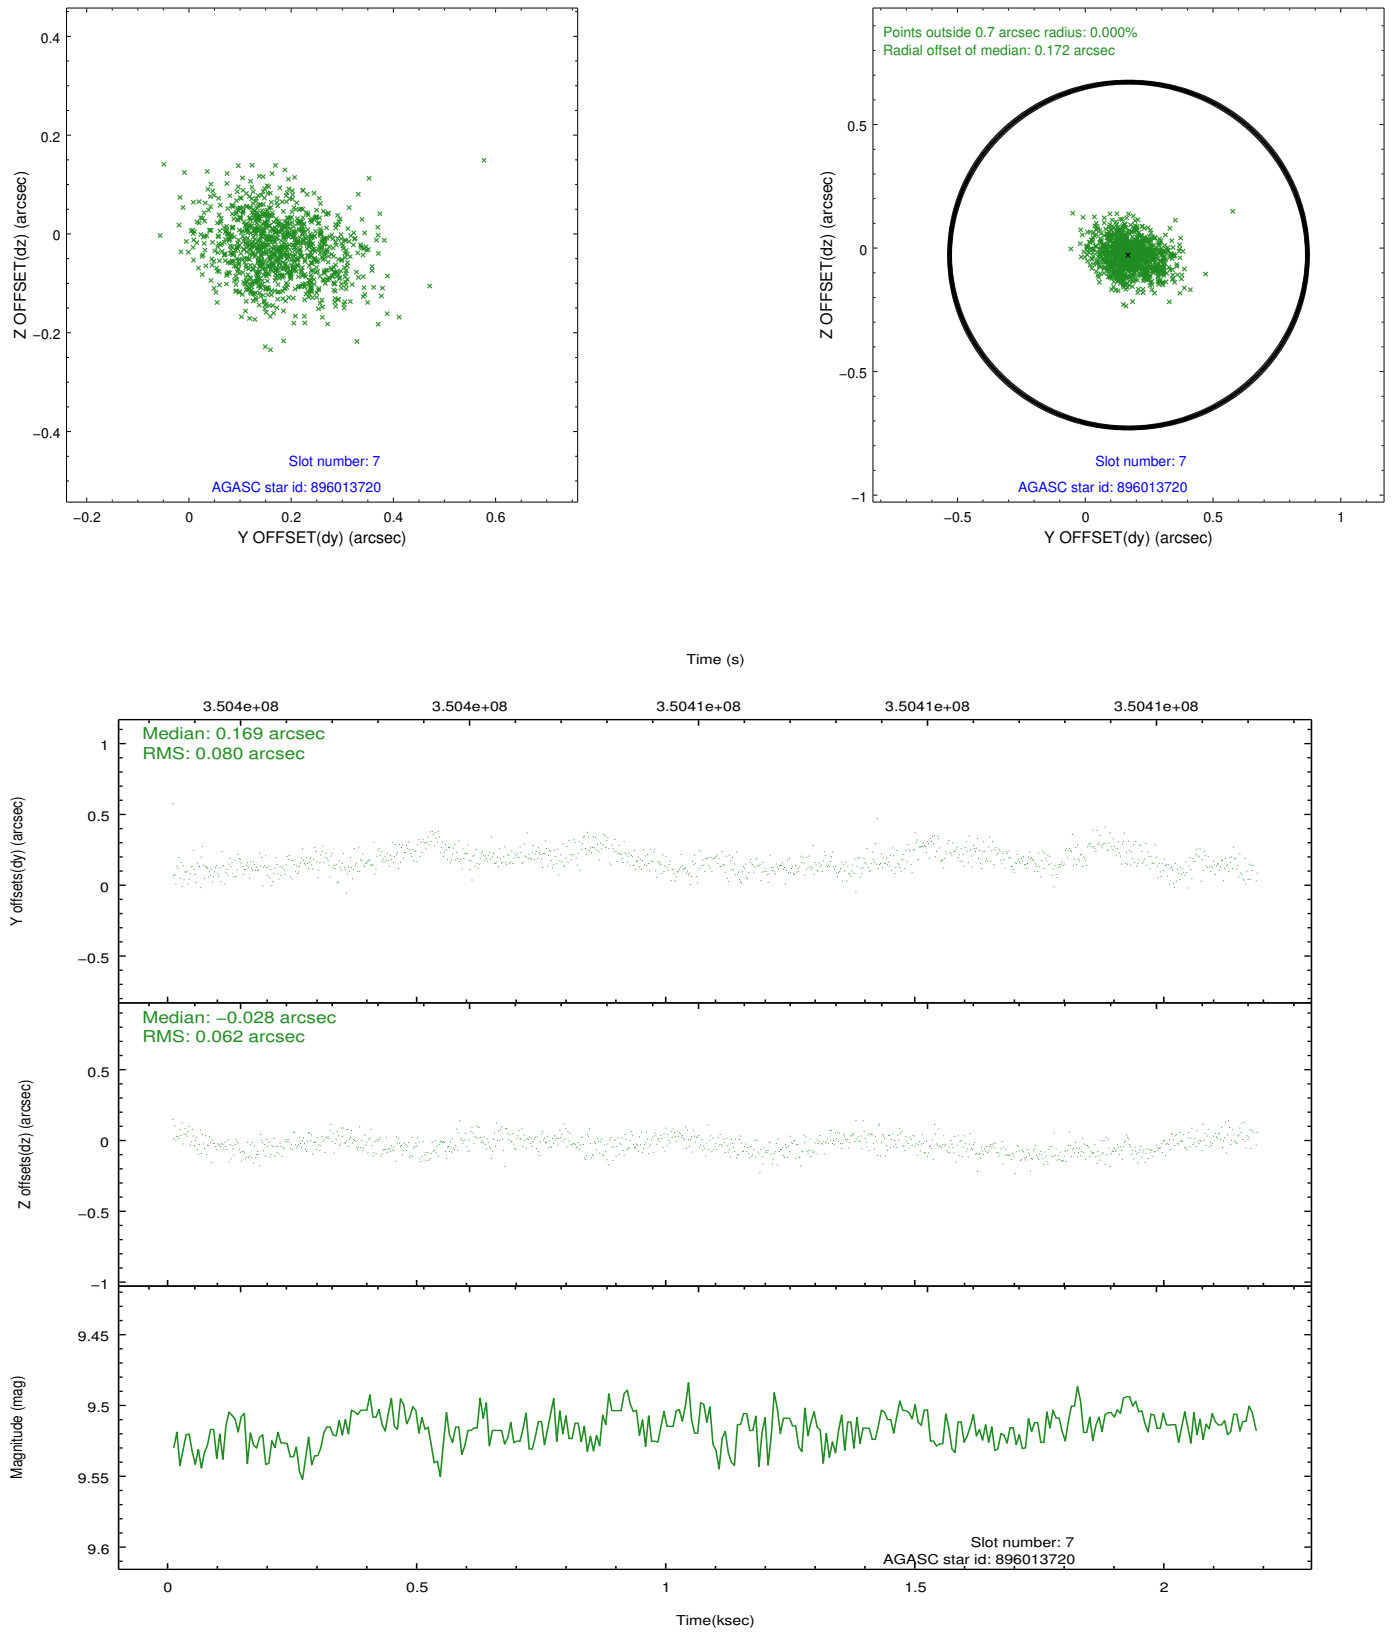 0.4
0.2
0
−0.2
−0.4
Z OFFSET(dz) (arcsec)
Slot number: 7
AGASC star id: 896013720
−0.2
0
0.2
0.4
0.6
Y OFFSET(dy) (arcsec)
Points outside 0.7 arcsec radius: 0.000%
Radial offset of median: 0.172 arcsec
0.5
0
−0.5
−1
Z OFFSET(dz) (arcsec)
Slot number: 7
AGASC star id: 896013720
−0.5
0
0.5
1
Y OFFSET(dy) (arcsec)
Time (s)
3.504e+08
3.504e+08
3.5041e+08
3.5041e+08
3.5041e+08
Median: 0.169 arcsec
RMS: 0.080 arcsec
1
0.5
0
−0.5
Y offsets(dy) (arcsec)
Median: −0.028 arcsec
RMS: 0.062 arcsec
0.5
0
−0.5
−1
Z offsets(dz) (arcsec)
9.45
9.5
9.55
9.6
Magnitude (mag)
Slot number: 7
AGASC star id: 896013720
0
0.5
1
1.5
2
Time(ksec)